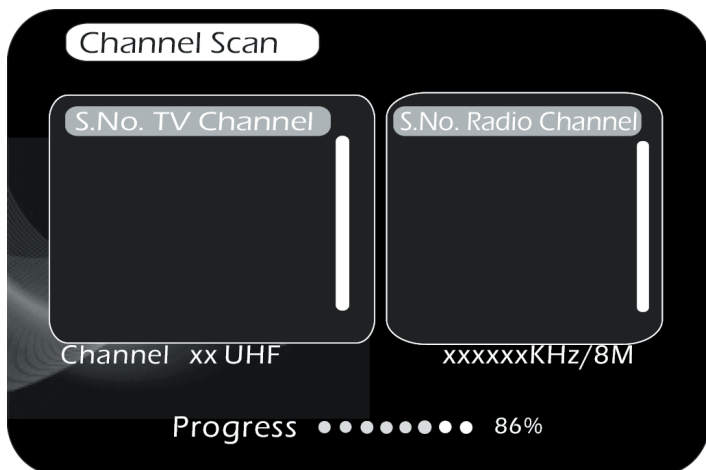 Channel Scan
S.No. TV Channel
S.No. Radio Channel
Channel xx UHF
xxxxxxKHz/8M
Progress 86%